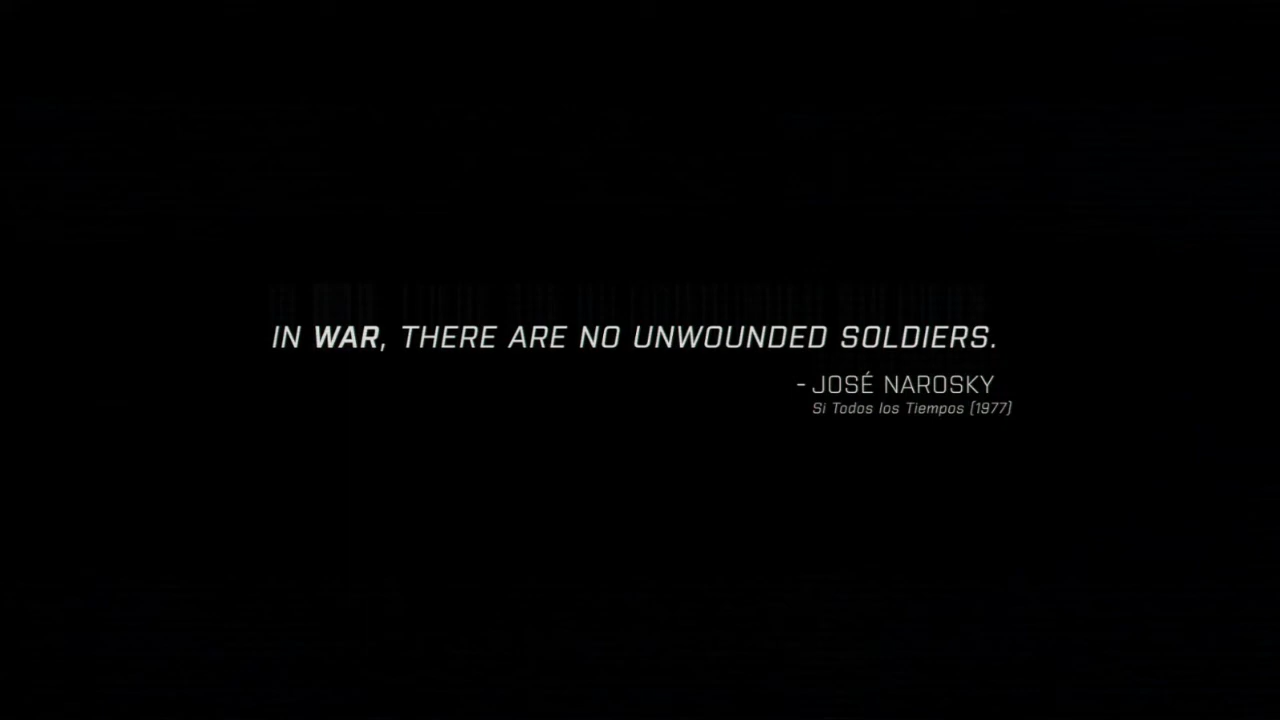 IN WAR, THERE ARE NO UNWOUNDED SOLDIERS.
- JOSÉ NAROSKY
Si Todos los Tiempos (1977)